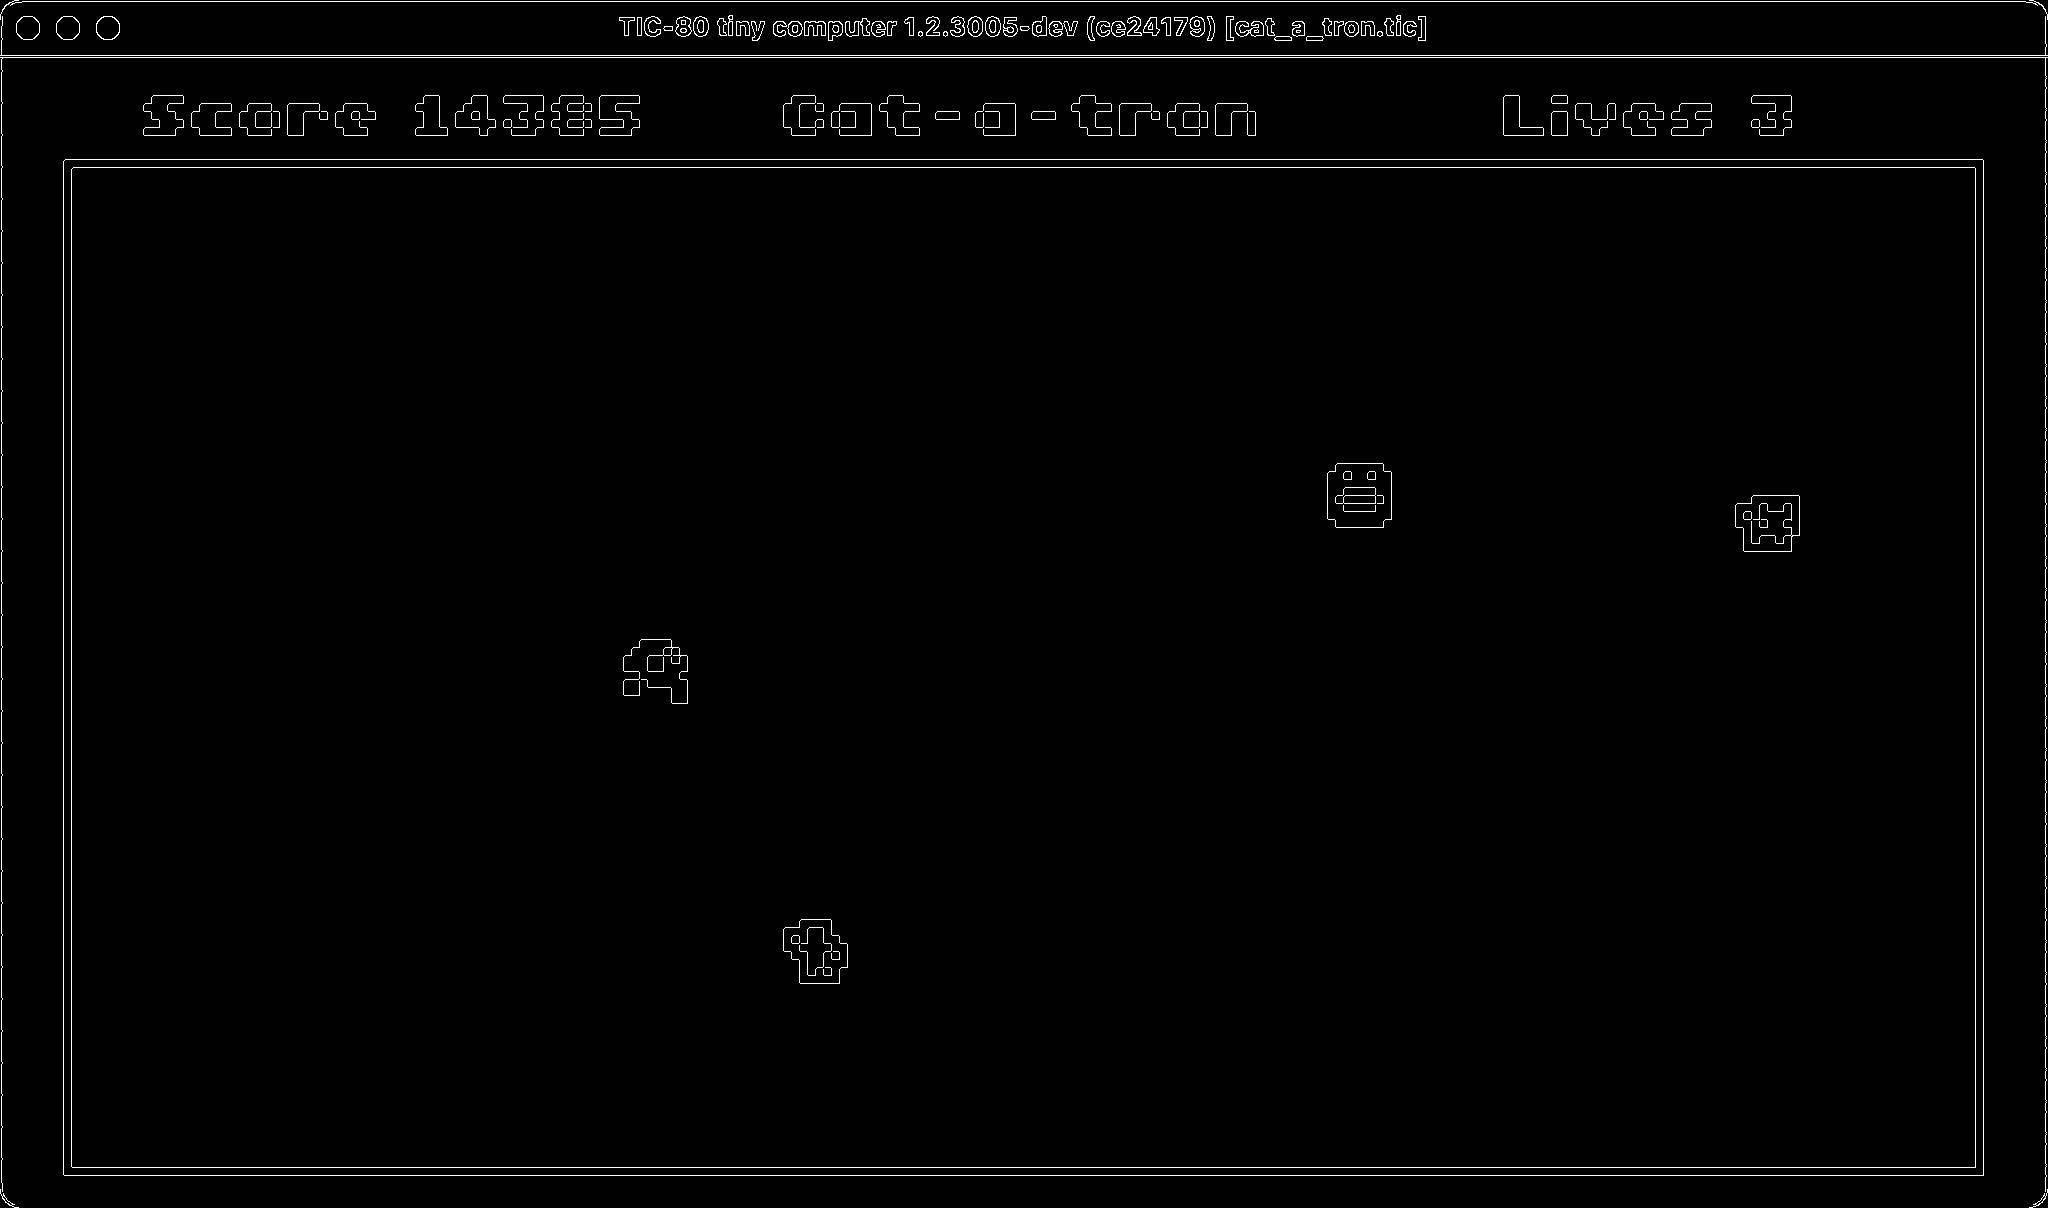 TIC-80 tiny computer 1.2.3005-dev (ce24179) [cat_a_tron.tic]
Score 14385 Cat-a-tron Lives 3